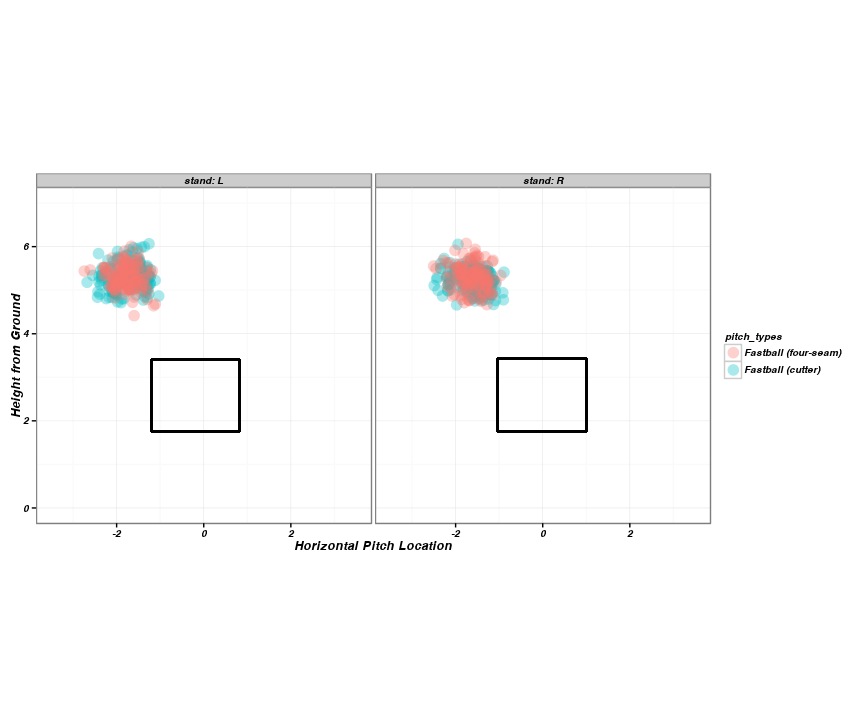 stand: L
stand: R
6
4
2
0
Height from Ground
-2
0
2
-2
0
2
Horizontal Pitch Location
pitch_types
Fastball (four-seam)
Fastball (cutter)